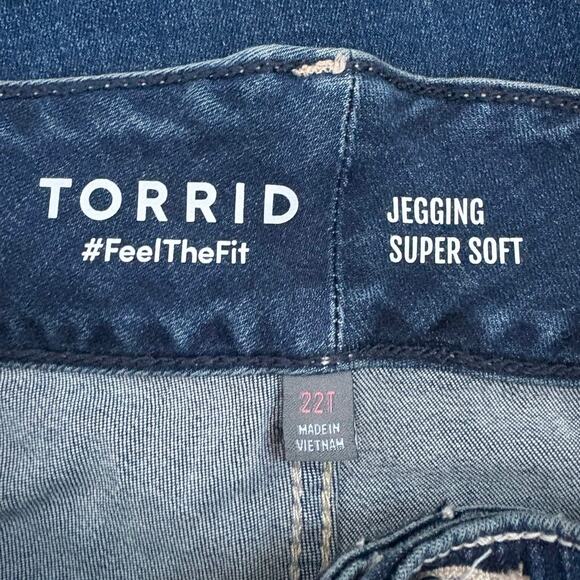 TORRID
#FeelTheFit
JEGGING
SUPER SOFT
22T
MADE IN
VIETNAM